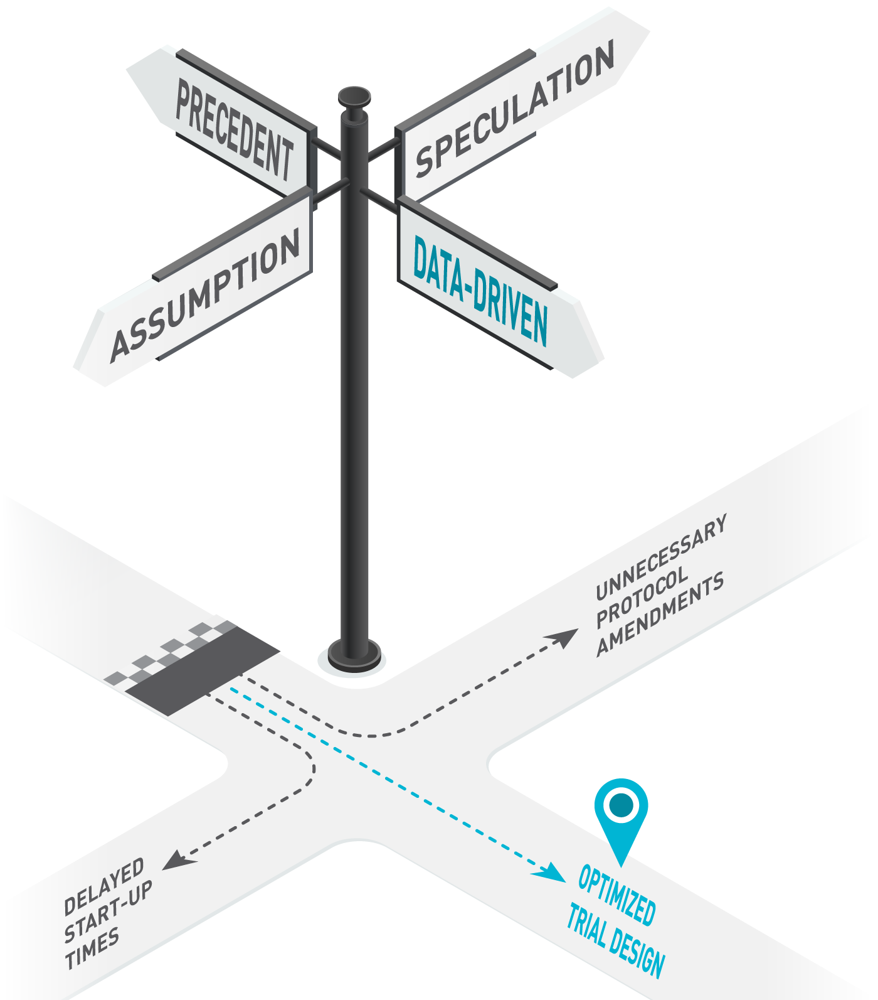 PRECEDENT
SPECULATION
ASSUMPTION
DATA-DRIVEN
UNNECESSARY
PROTOCOL
AMENDMENTS
DELAYED
START-UP
TIMES
OPTIMIZED
TRIAL DESIGN